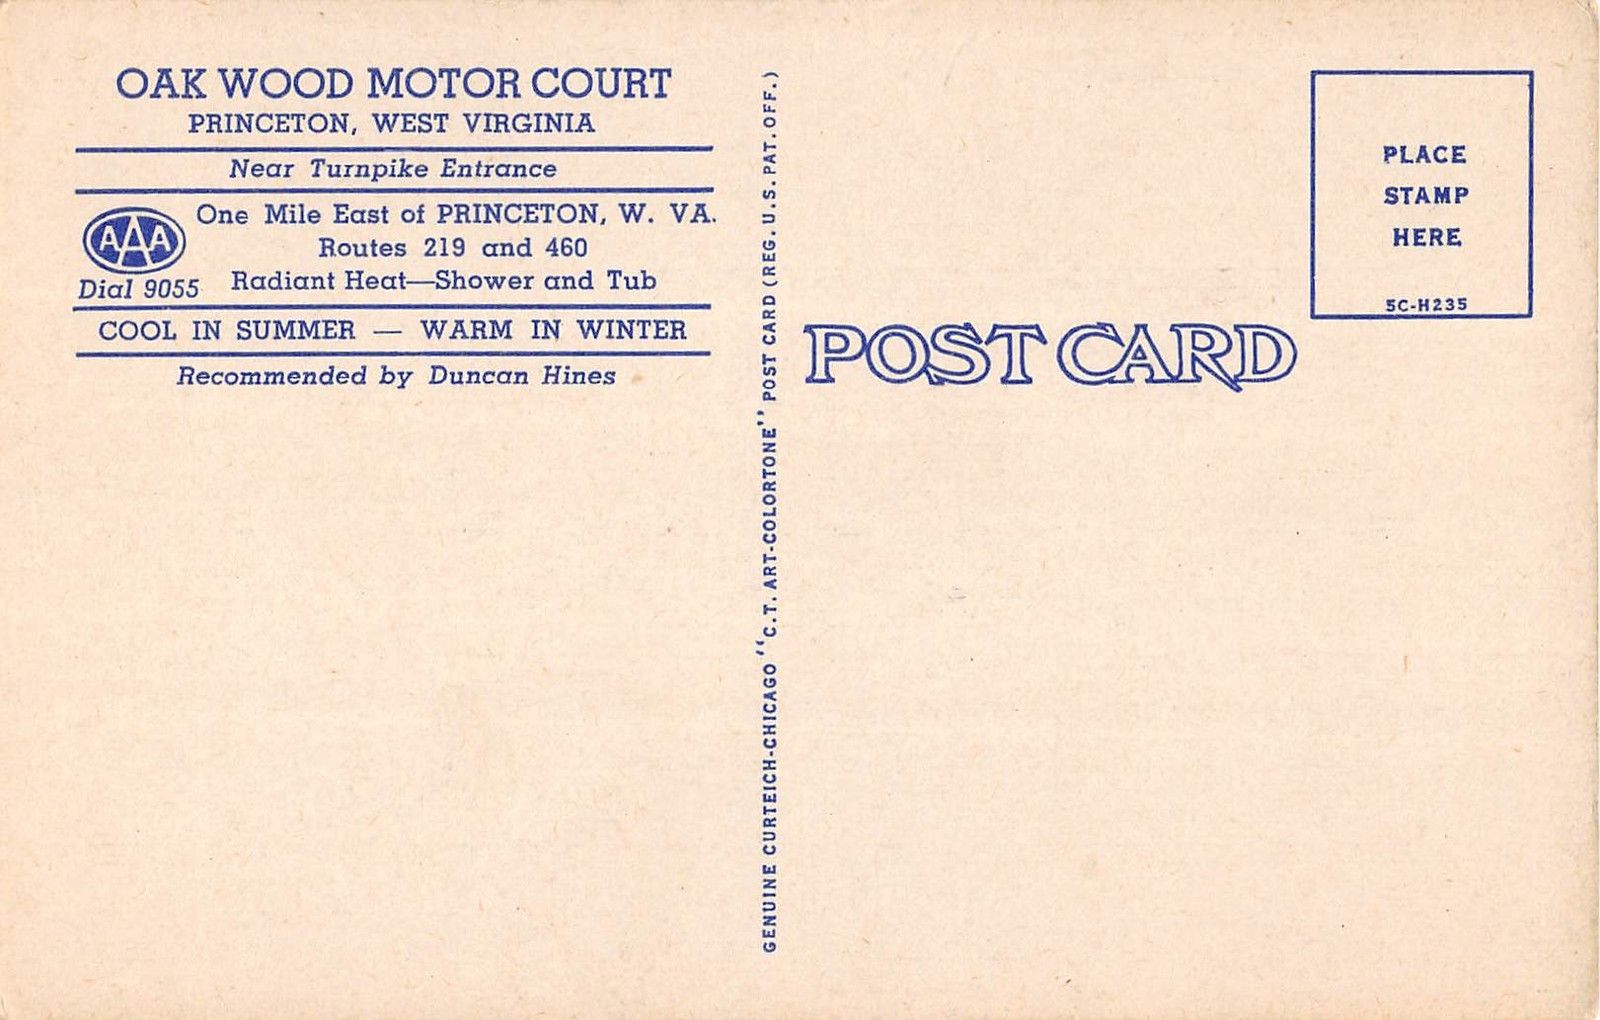 OAK WOOD MOTOR COURT
PRINCETON, WEST VIRGINIA
Near Turnpike Entrance
AAA
Dial 9055
One Mile East of PRINCETON, W. VA.
Routes 219 and 460
Radiant Heat—Shower and Tub
COOL IN SUMMER — WARM IN WINTER
Recommended by Duncan Hines
GENUINE CURTEICH-CHICAGO "C.T. ART-COLORTONE" POST CARD (REG. U.S. PAT. OFF.)
POST CARD
PLACE
STAMP
HERE
5C-H235